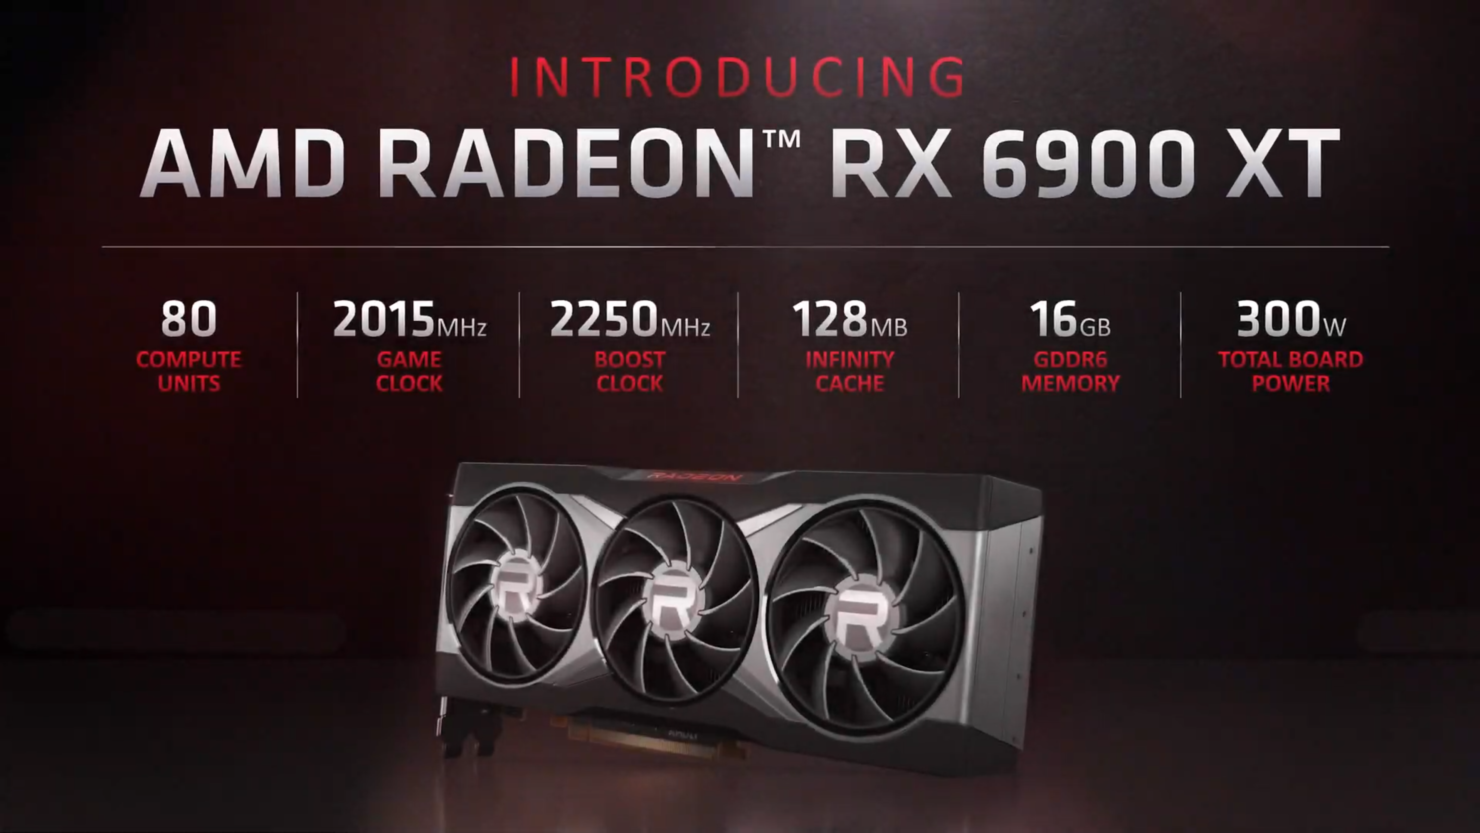 INTRODUCING
AMD RADEON™ RX 6900 XT
80
COMPUTE
UNITS
2015MHz
GAME
CLOCK
2250MHz
BOOST
CLOCK
128MB
INFINITY
CACHE
16GB
GDDR6
MEMORY
300W
TOTAL BOARD
POWER
RADEON
R
R
R